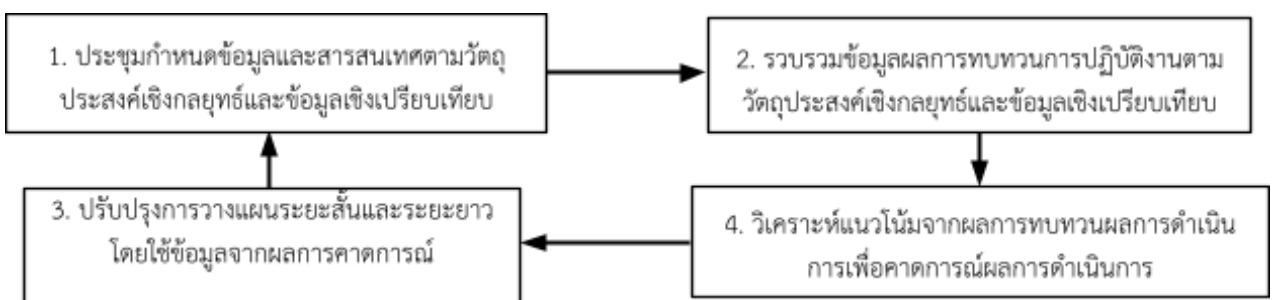 1. ประชุมกำหนดข้อมูลและสารสนเทศตามวัตถุ
ประสงค์เชิงกลยุทธ์และข้อมูลเชิงเปรียบเทียบ
2. รวบรวมข้อมูลผลการทบทวนการปฏิบัติงานตาม
วัตถุประสงค์เชิงกลยุทธ์และข้อมูลเชิงเปรียบเทียบ
3. ปรับปรุงการวางแผนระยะสั้นและระยะยาว
โดยใช้ข้อมูลจากผลการคาดการณ์
4. วิเคราะห์แนวโน้มจากผลการทบทวนผลการดำเนิน
การเพื่อคาดการณ์ผลการดำเนินการ